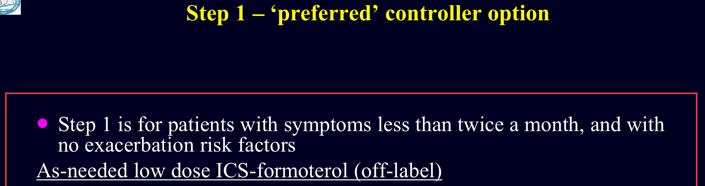 Step 1 – ‘preferred’ controller option
● Step 1 is for patients with symptoms less than twice a month, and with
no exacerbation risk factors
As-needed low dose ICS-formoterol (off-label)